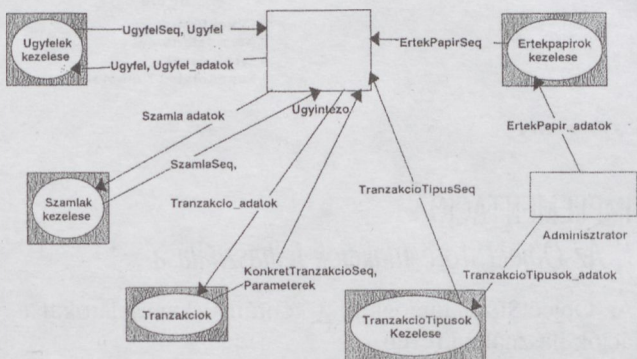 Ugyfelek
kezelese
UgyfelSeq, Ugyfel
Ugyfel, Ugyfel_adatok
ErtekPapirSeq
Ertekpapirok
kezelese
Szamla adatok
Ugyintezo
ErtekPapir_adatok
SzamlaSeq,
Szamlak
kezelese
Tranzakcio_adatok
TranzakcioTipusSeq
Adminisztrator
KonkretTranzakcioSeq,
Parameterek
TranzakcioTipusok_adatok
Tranzakciok
TranzakcioTipusok
Kezelese